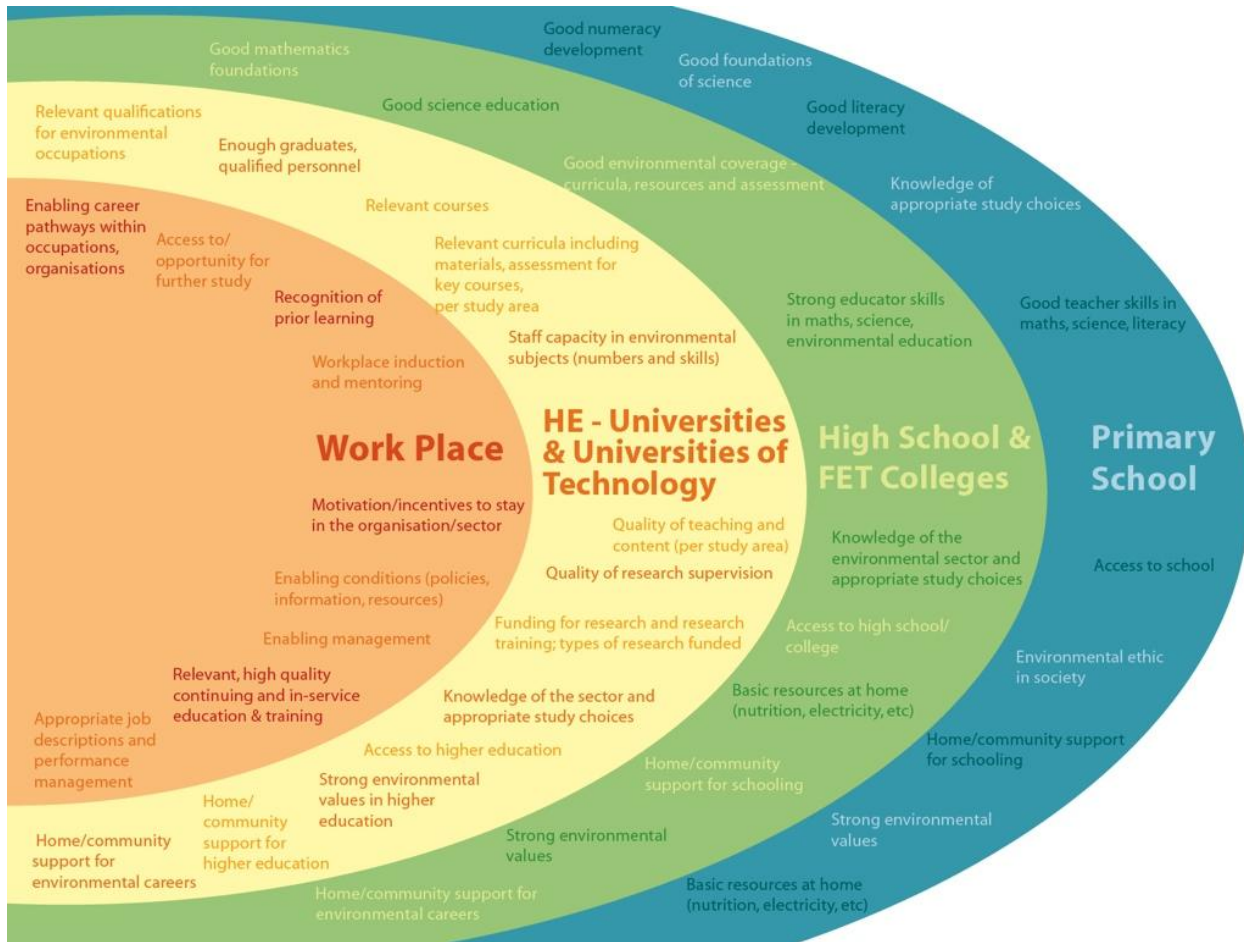 Good numeracy
development
Good foundations
of science
Good literacy
development
Knowledge of
appropriate study choices
Good teacher skills in
maths, science, literacy
Primary
School
Access to school
Environmental ethic
in society
Home/community support
for schooling
Strong environmental
values
Basic resources at home
(nutrition, electricity, etc)
Good mathematics
foundations
Good science education
Good environmental coverage -
curricula, resources and assessment
Strong educator skills
in maths, science,
environmental education
High School &
FET Colleges
Knowledge of the
environmental sector and
appropriate study choices
Access to high school/
college
Basic resources at home
(nutrition, electricity, etc)
Home/community
support for schooling
Strong environmental
values
Home/community support for
environmental careers
Relevant qualifications
for environmental
occupations
Enough graduates,
qualified personnel
Relevant courses
Relevant curricula including
materials, assessment for
key courses,
per study area
Staff capacity in environmental
subjects (numbers and skills)
HE - Universities
& Universities of
Technology
Quality of teaching and
content (per study area)
Quality of research supervision
Funding for research and research
training; types of research funded
Knowledge of the sector and
appropriate study choices
Access to higher education
Strong environmental
values in higher
education
Home/
community
support for
higher education
Home/community
support for
environmental careers
Enabling career
pathways within
occupations,
organisations
Access to/
opportunity for
further study
Recognition of
prior learning
Workplace induction
and mentoring
Work Place
Motivation/incentives to stay
in the organisation/sector
Enabling conditions (policies,
information, resources)
Enabling management
Relevant, high quality
continuing and in-service
education & training
Appropriate job
descriptions and
performance
management